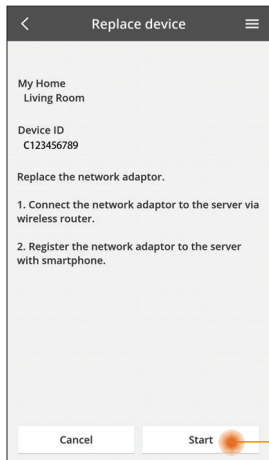 Replace device
My Home
Living Room
Device ID
C123456789
Replace the network adaptor.
1. Connect the network adaptor to the server via
wireless router.
2. Register the network adaptor to the server
with smartphone.
Cancel Start